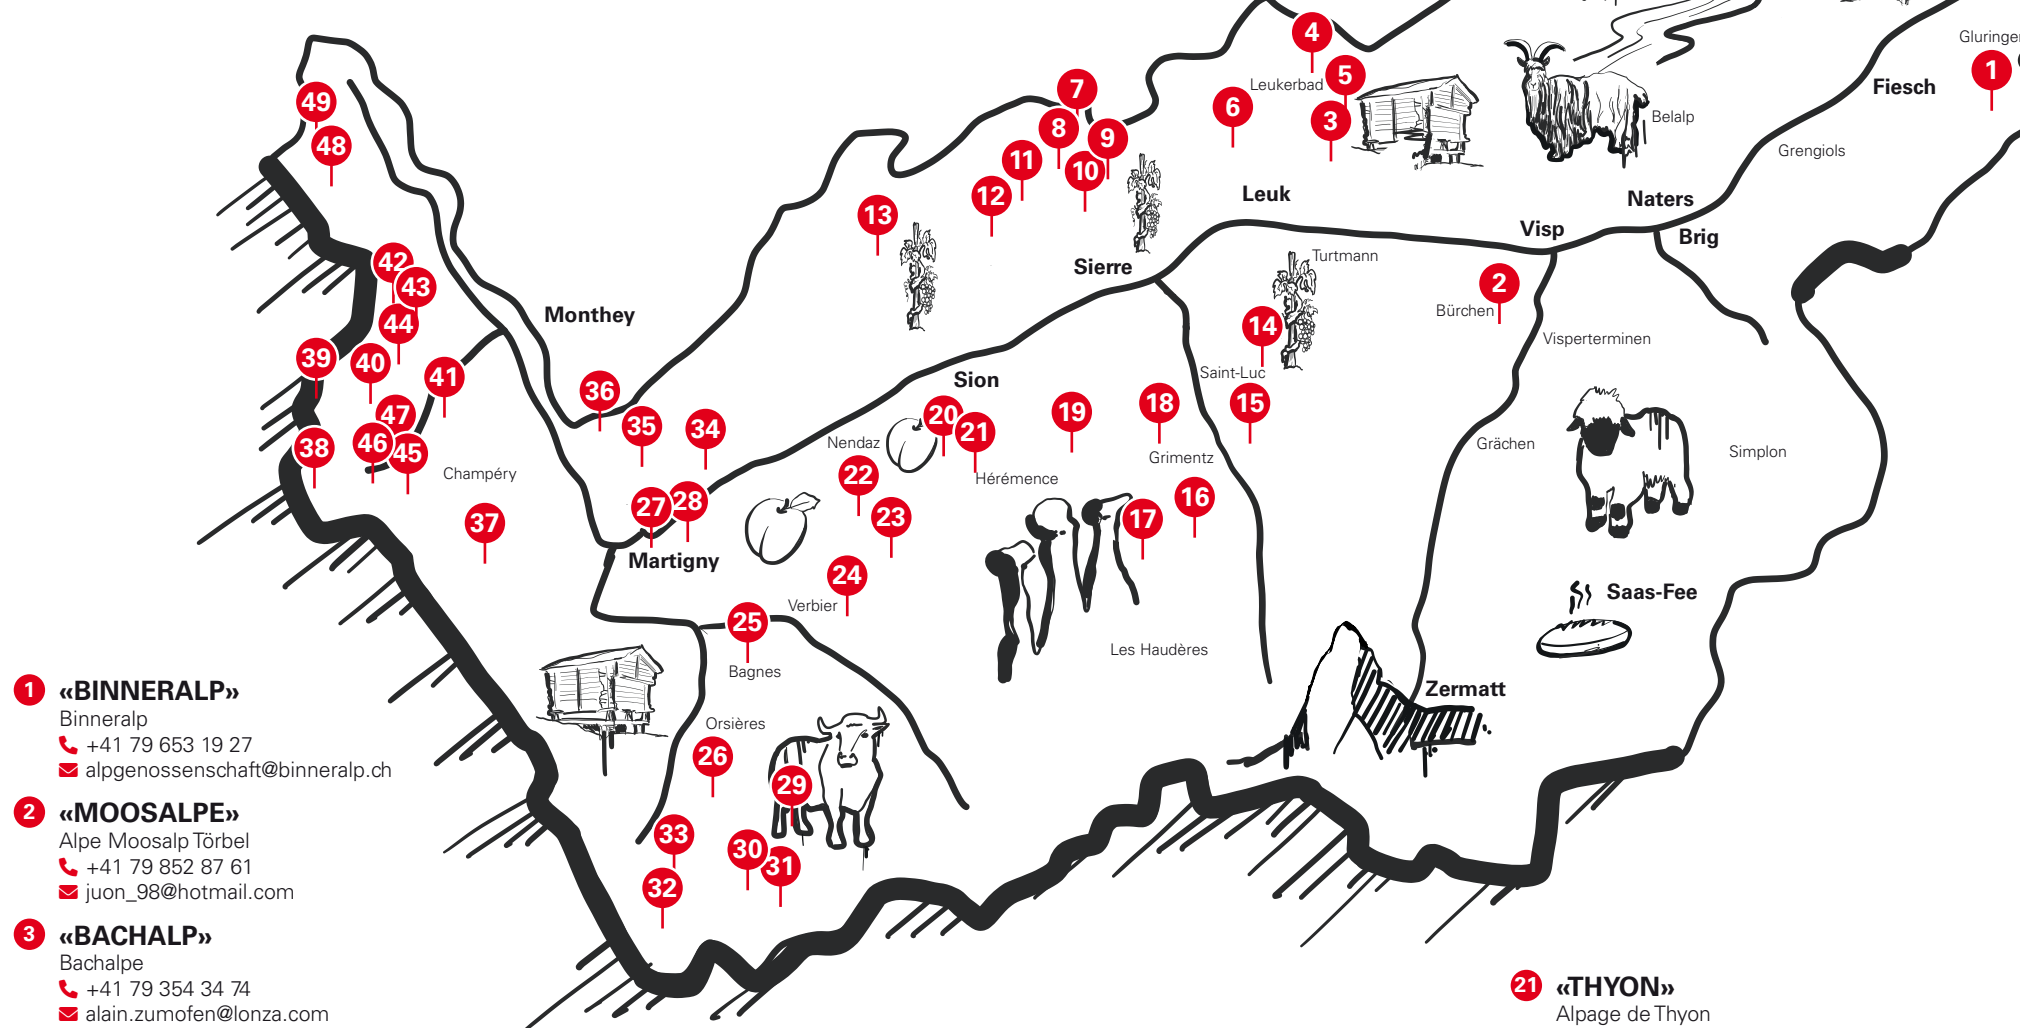 4
Gluringen
1
5
Leukerbad
Fiesch
7
6
3
Belalp
49
8
9
48
11
10
Grengiols
12
Leuk
13
Naters
Visp
Brig
Sierre
Turtmann
42
43
2
Monthey
Bürchen
44
14
Visperterminen
39
40
41
Saint-Luc
Sion
36
47
20
19
18
15
35
34
21
46
45
38
Nendaz
Grächen
Simplon
Champéry
22
Hérémence
Grimentz
27
28
16
37
23
17
Martigny
24
Saas-Fee
Verbier
25
Les Haudères
Bagnes
Zermatt
Orsières
26
29
33
30
31
32
1 «BINNERALP»
Binneralp
+41 79 653 19 27
alpgenossenschaft@binneralp.ch
2 «MOOSALPE»
Alpe Moosalp Törbel
+41 79 852 87 61
juon_98@hotmail.com
3 «BACHALP»
Bachalpe
+41 79 354 34 74
alain.zumofen@lonza.com
21 «THYON»
Alpage de Thyon